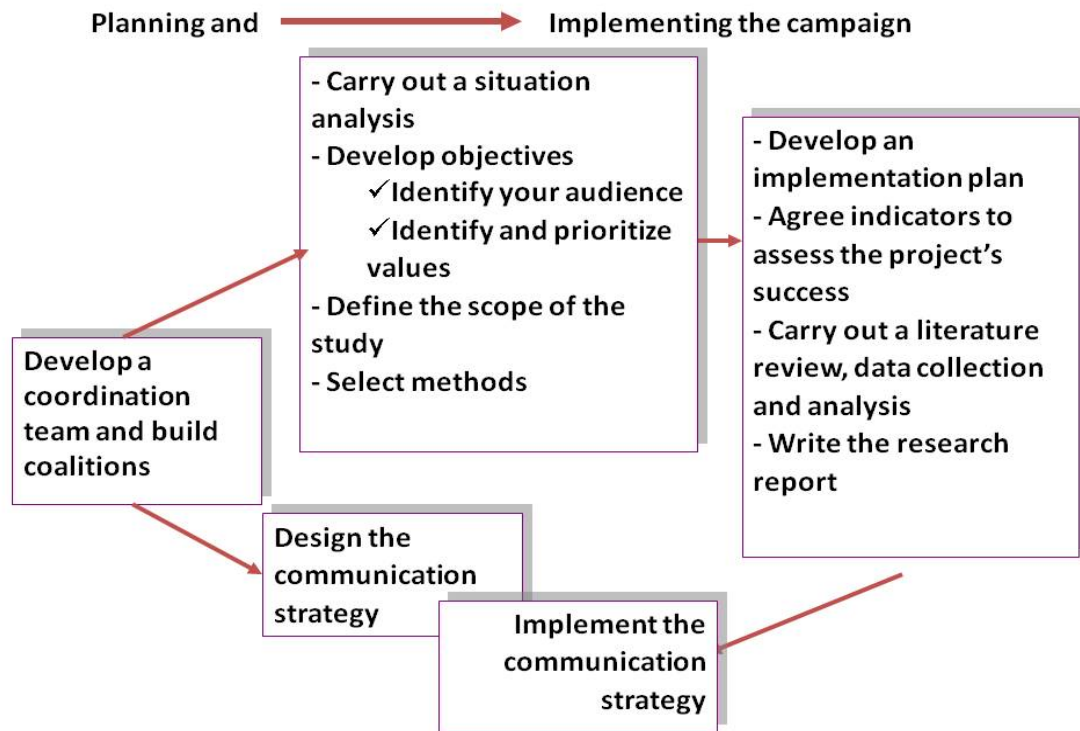 Planning and
Implementing the campaign
- Carry out a situation
analysis
- Develop objectives
✓Identify your audience
✓Identify and prioritize
values
- Define the scope of the
study
- Select methods
- Develop an
implementation plan
- Agree indicators to
assess the project's
success
- Carry out a literature
review, data collection
and analysis
- Write the research
report
Develop a
coordination
team and build
coalitions
Design the
communication
strategy
Implement the
communication
strategy